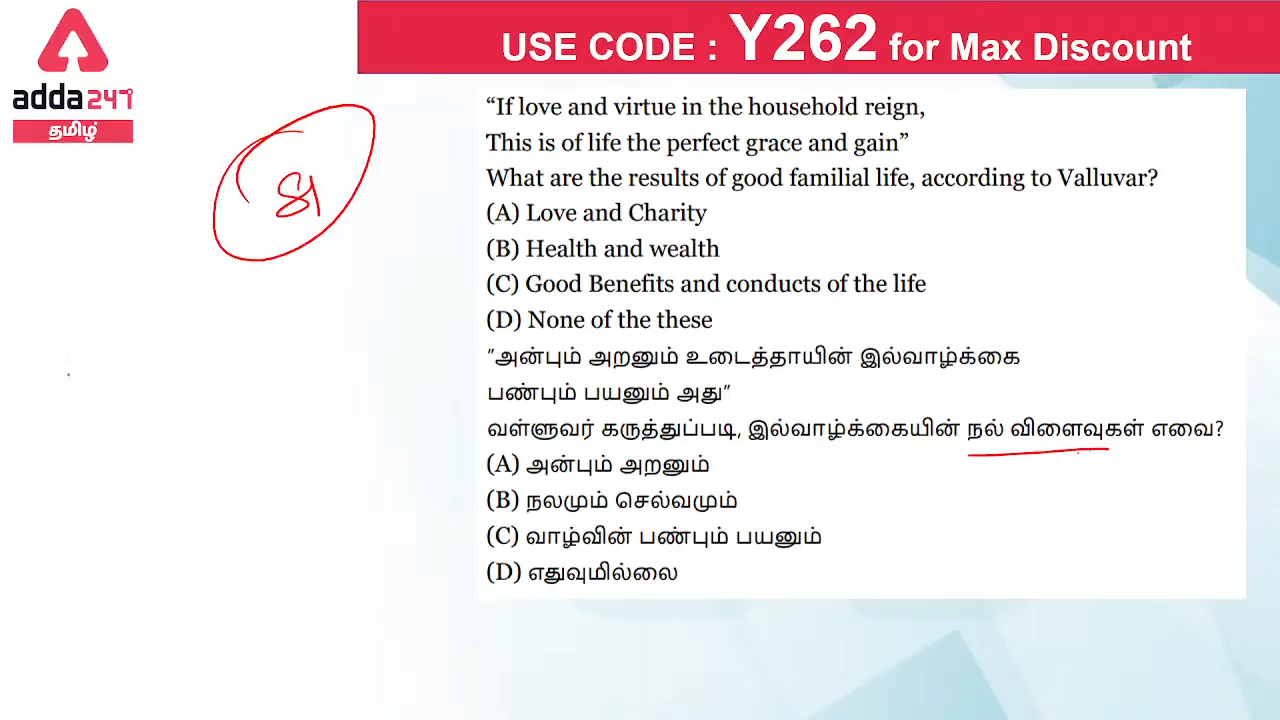 USE CODE : Y262 for Max Discount
adda247
தமிழ்
81
“If love and virtue in the household reign,
This is of life the perfect grace and gain”
What are the results of good familial life, according to Valluvar?
(A) Love and Charity
(B) Health and wealth
(C) Good Benefits and conducts of the life
(D) None of the these
"அன்பும் அறனும் உடைத்தாயின் இல்வாழ்க்கை
பண்பும் பயனும் அது"
வள்ளுவர் கருத்துப்படி, இல்வாழ்க்கையின் நல் விளைவுகள் எவை?
(A) அன்பும் அறனும்
(B) நலமும் செல்வமும்
(C) வாழ்வின் பண்பும் பயனும்
(D) எதுவுமில்லை